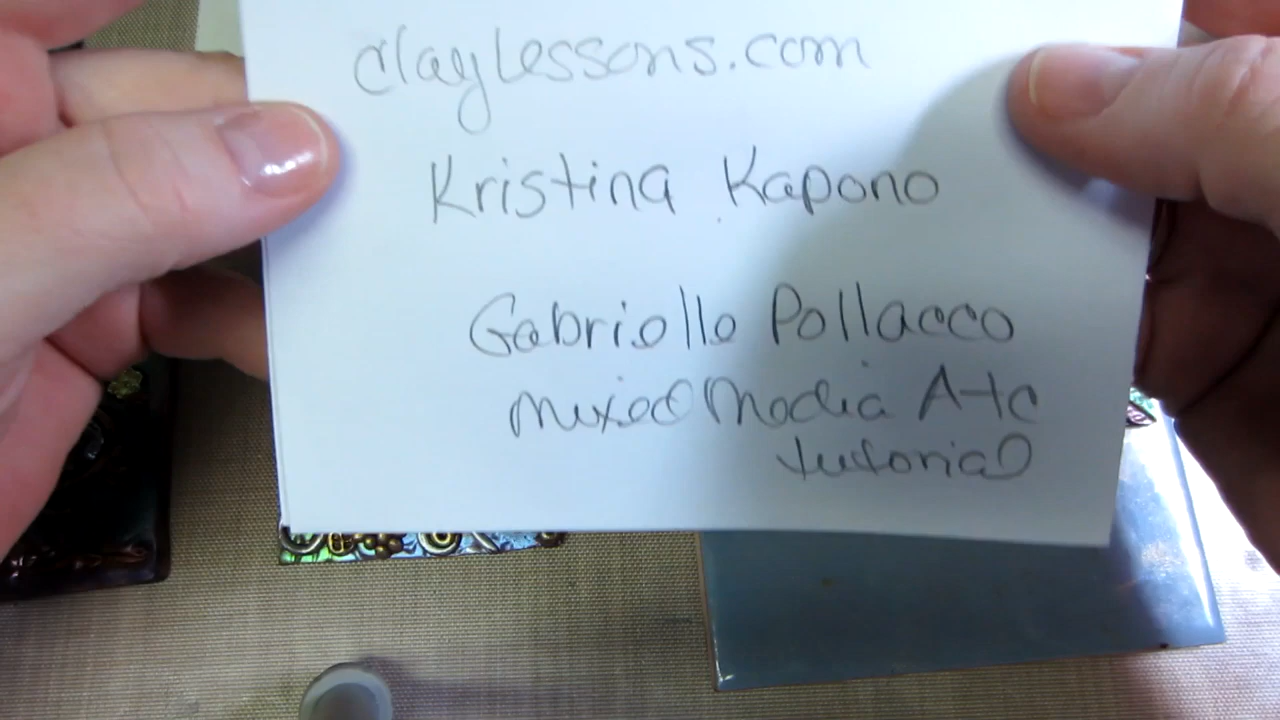 claylessons.com
Kristina Kapono
Gabrielle Pollacco
Mixed Media Atc
tutorial